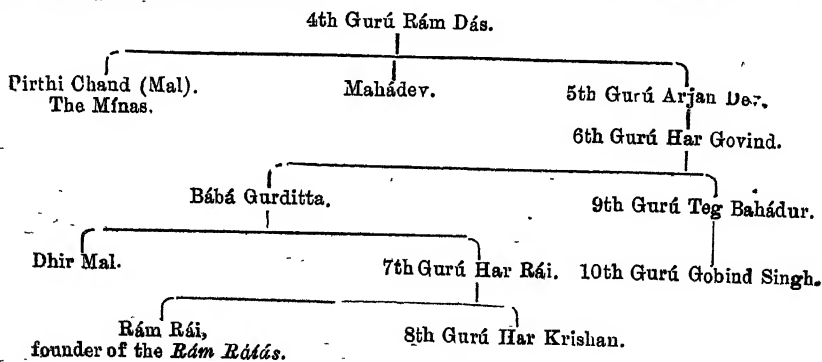 4th Gurú Rám Dás.
Pirthi Chand (Mal). Mahádev. 5th Gurú Arjan Dev.
The Mínas.
6th Gurú Har Govind.
Bábá Gurditta. 9th Gurú Teg Bahádur.
Dhir Mal. 7th Gurú Har Rái. 10th Gurú Gobind Singh.
Rám Rái, 8th Gurú Har Krishan.
founder of the Rám Ráiás.